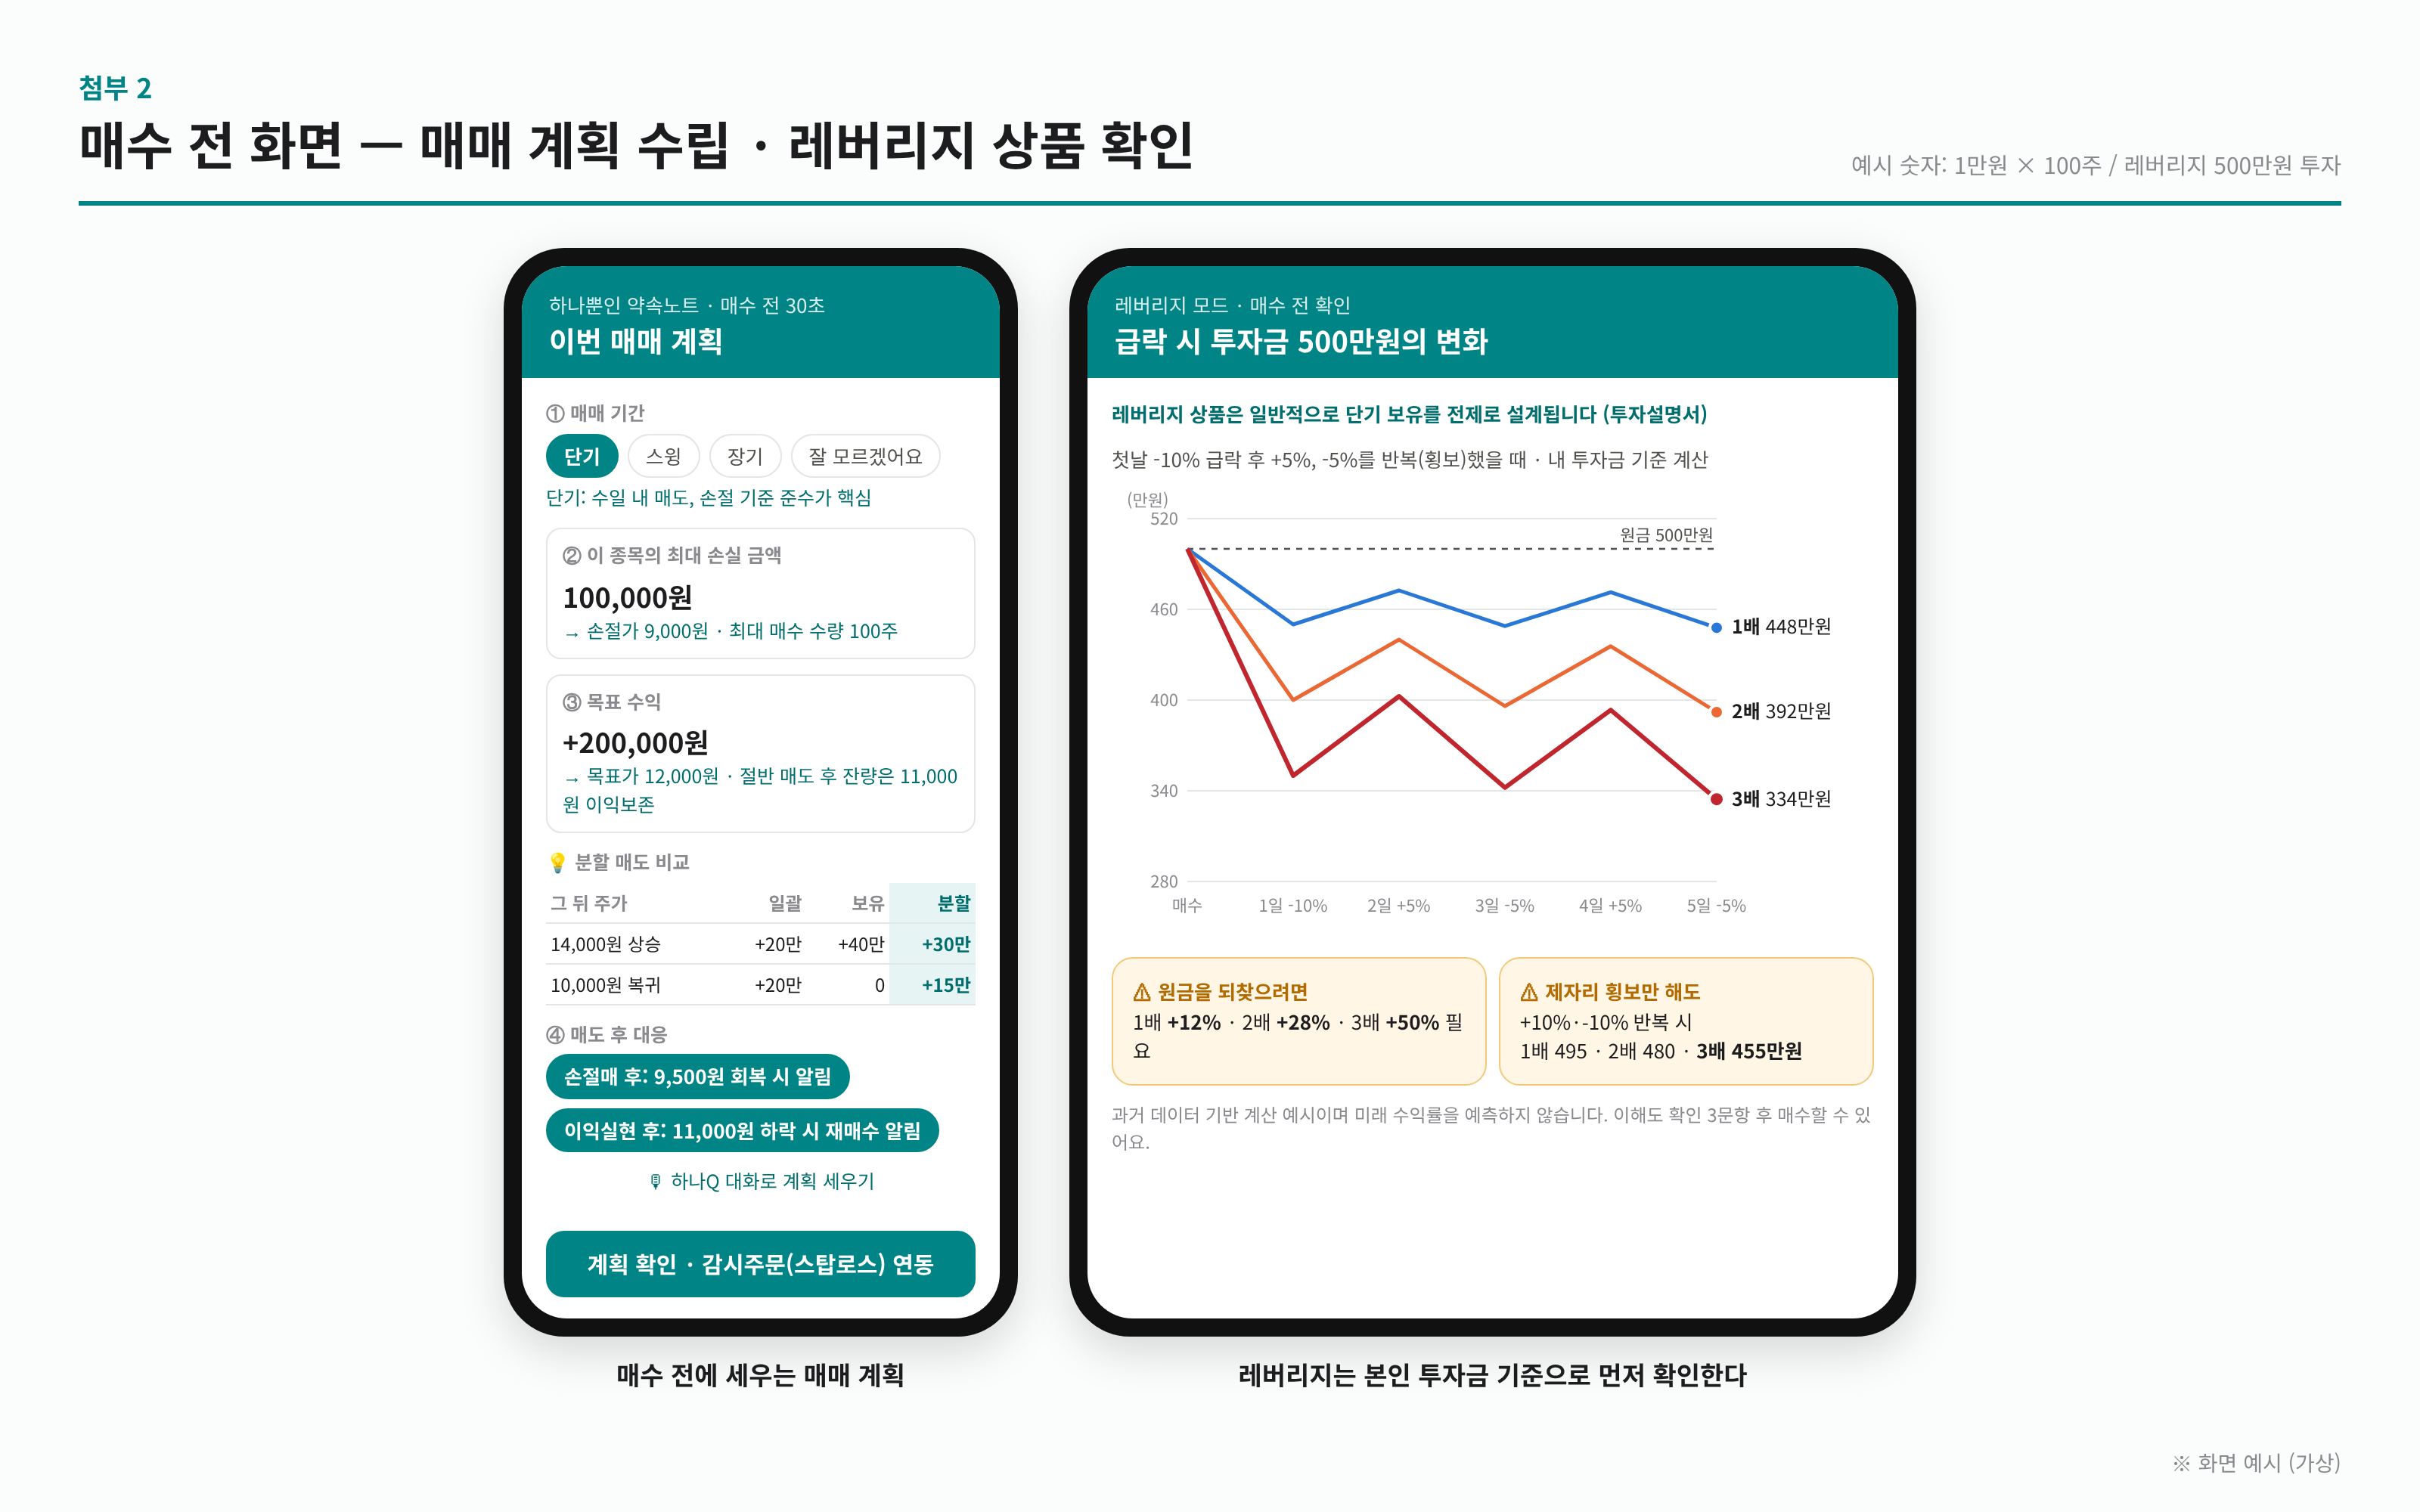 첨부 2
매수 전 화면 — 매매 계획 수립 · 레버리지 상품 확인
예시 숫자: 1만원 × 100주 / 레버리지 500만원 투자
하나뿐인 약속노트 · 매수 전 30초
이번 매매 계획
① 매매 기간
단기 스윙 장기 잘 모르겠어요
단기: 수일 내 매도, 손절 기준 준수가 핵심
② 이 종목의 최대 손실 금액
100,000원
→ 손절가 9,000원 · 최대 매수 수량 100주
③ 목표 수익
+200,000원
→ 목표가 12,000원 · 절반 매도 후 잔량은 11,000
원 이익보존
💡 분할 매도 비교
그 뒤 주가 일괄 보유 분할
14,000원 상승 +20만 +40만 +30만
10,000원 복귀 +20만 0 +15만
④ 매도 후 대응
손절매 후: 9,500원 회복 시 알림
이익실현 후: 11,000원 하락 시 재매수 알림
🎙 하나Q 대화로 계획 세우기
계획 확인 · 감시주문(스탑로스) 연동
매수 전에 세우는 매매 계획
레버리지 모드 · 매수 전 확인
급락 시 투자금 500만원의 변화
레버리지 상품은 일반적으로 단기 보유를 전제로 설계됩니다 (투자설명서)
첫날 -10% 급락 후 +5%, -5%를 반복(횡보)했을 때 · 내 투자금 기준 계산
(만원)
520
원금 500만원
460
1배 448만원
400
2배 392만원
340
3배 334만원
280
매수 1일 -10% 2일 +5% 3일 -5% 4일 +5% 5일 -5%
⚠ 원금을 되찾으려면
1배 +12% · 2배 +28% · 3배 +50% 필
요
⚠ 제자리 횡보만 해도
+10%·-10% 반복 시
1배 495 · 2배 480 · 3배 455만원
과거 데이터 기반 계산 예시이며 미래 수익률을 예측하지 않습니다. 이해도 확인 3문항 후 매수할 수 있
어요.
레버리지는 본인 투자금 기준으로 먼저 확인한다
※ 화면 예시 (가상)